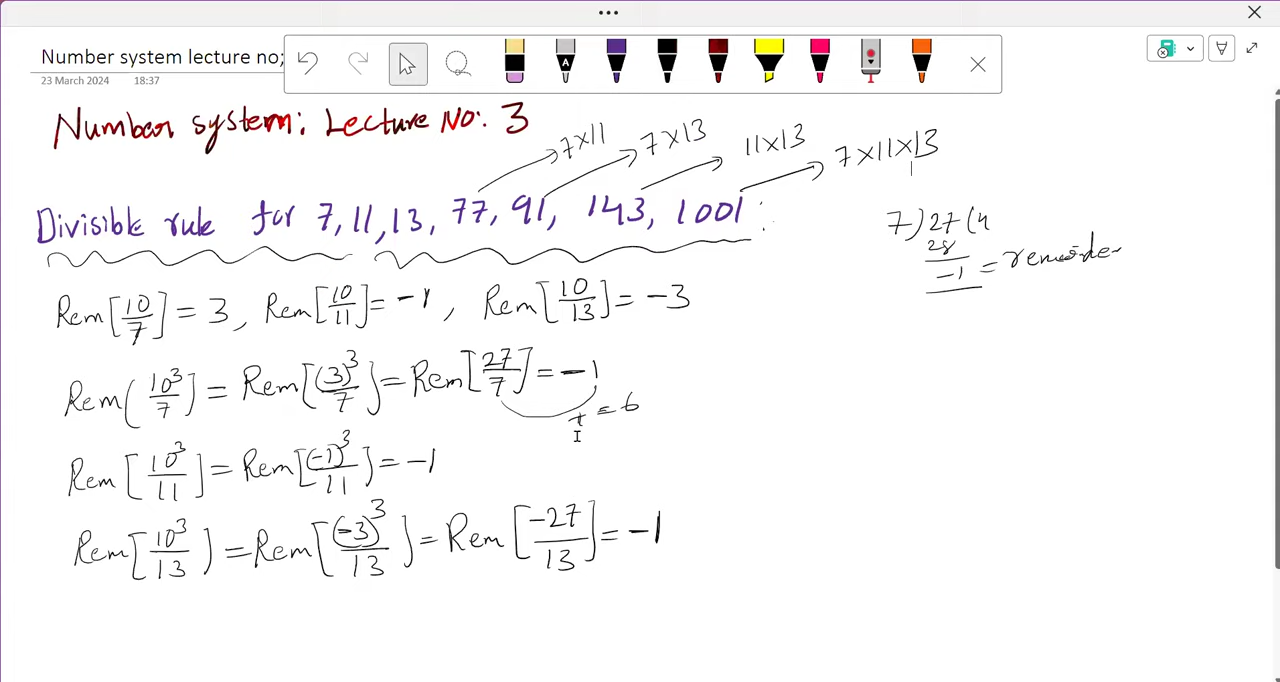 Number system lecture no;
23 March 2024 18:37
Number system: Lecture No: 3
7×11 7×13 11×13 7×11×13
Divisible rule for 7, 11, 13, 77, 91, 143, 1001:
7)27(4
28
-1 = remainder
Rem[10/7] = 3, Rem[10/11] = -1, Rem[10/13] = -3
Rem(10³/7] = Rem[(3)³/7] = Rem[27/7] = -1
+ = 6
Rem[10³/11] = Rem[(-1)³/11] = -1
Rem[10³/13) = Rem[(-3)³/13] = Rem[-27/13] = -1